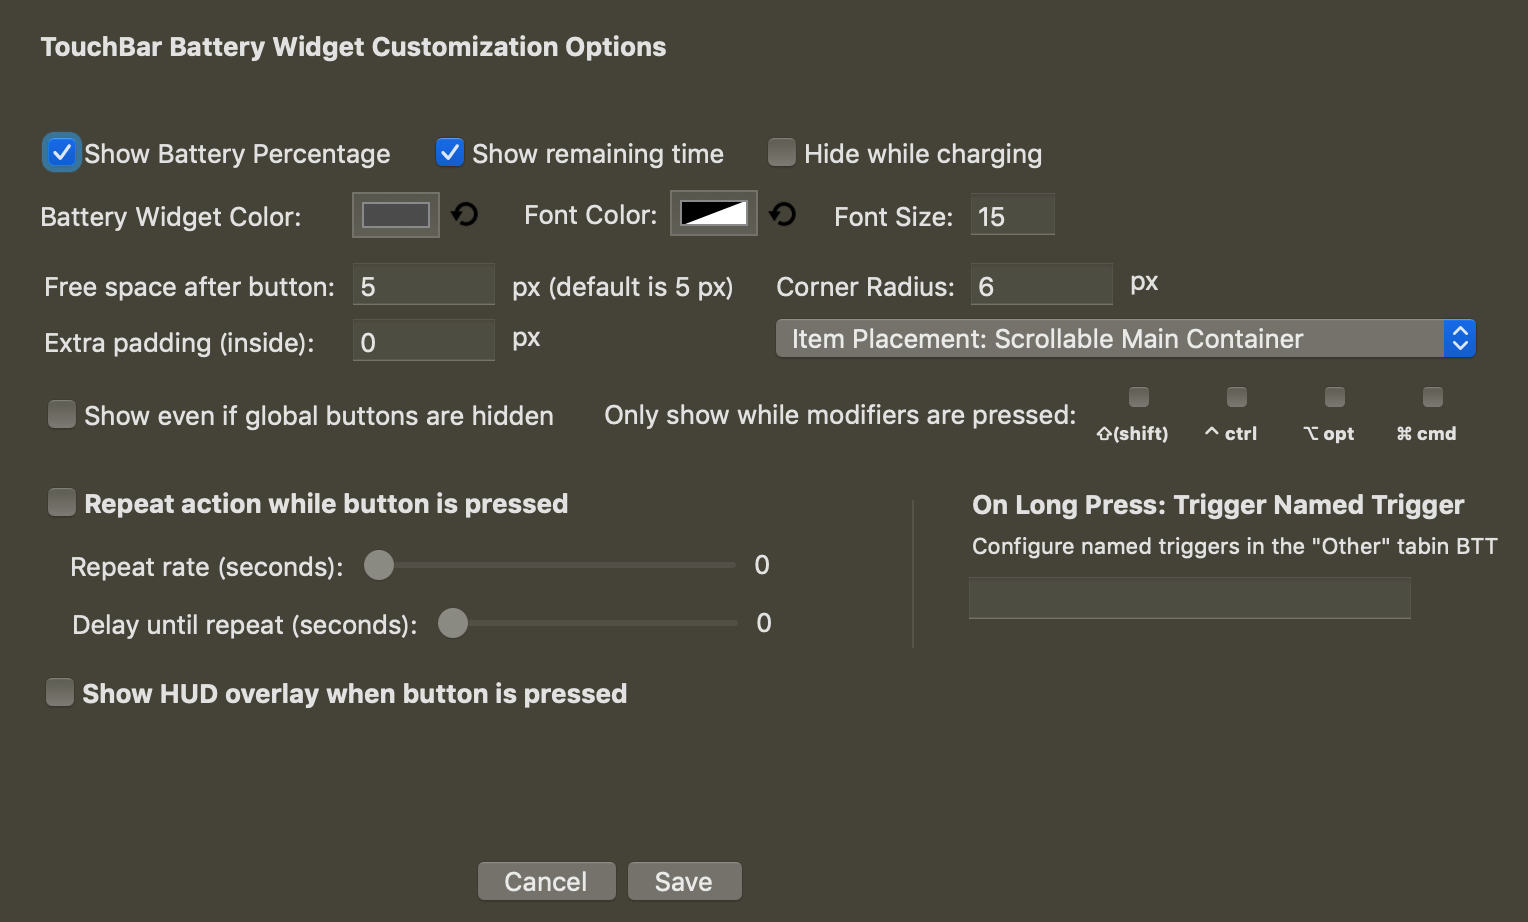 TouchBar Battery Widget Customization Options
Show Battery Percentage Show remaining time Hide while charging
Battery Widget Color: Font Color: Font Size: 15
Free space after button: 5 px (default is 5 px) Corner Radius: 6 px
Extra padding (inside): 0 px Item Placement: Scrollable Main Container
Show even if global buttons are hidden Only show while modifiers are pressed: ⇧(shift) ^ ctrl ⌥ opt ⌘ cmd
Repeat action while button is pressed On Long Press: Trigger Named Trigger
Configure named triggers in the "Other" tabin BTT
Repeat rate (seconds): 0
Delay until repeat (seconds): 0
Show HUD overlay when button is pressed
Cancel Save